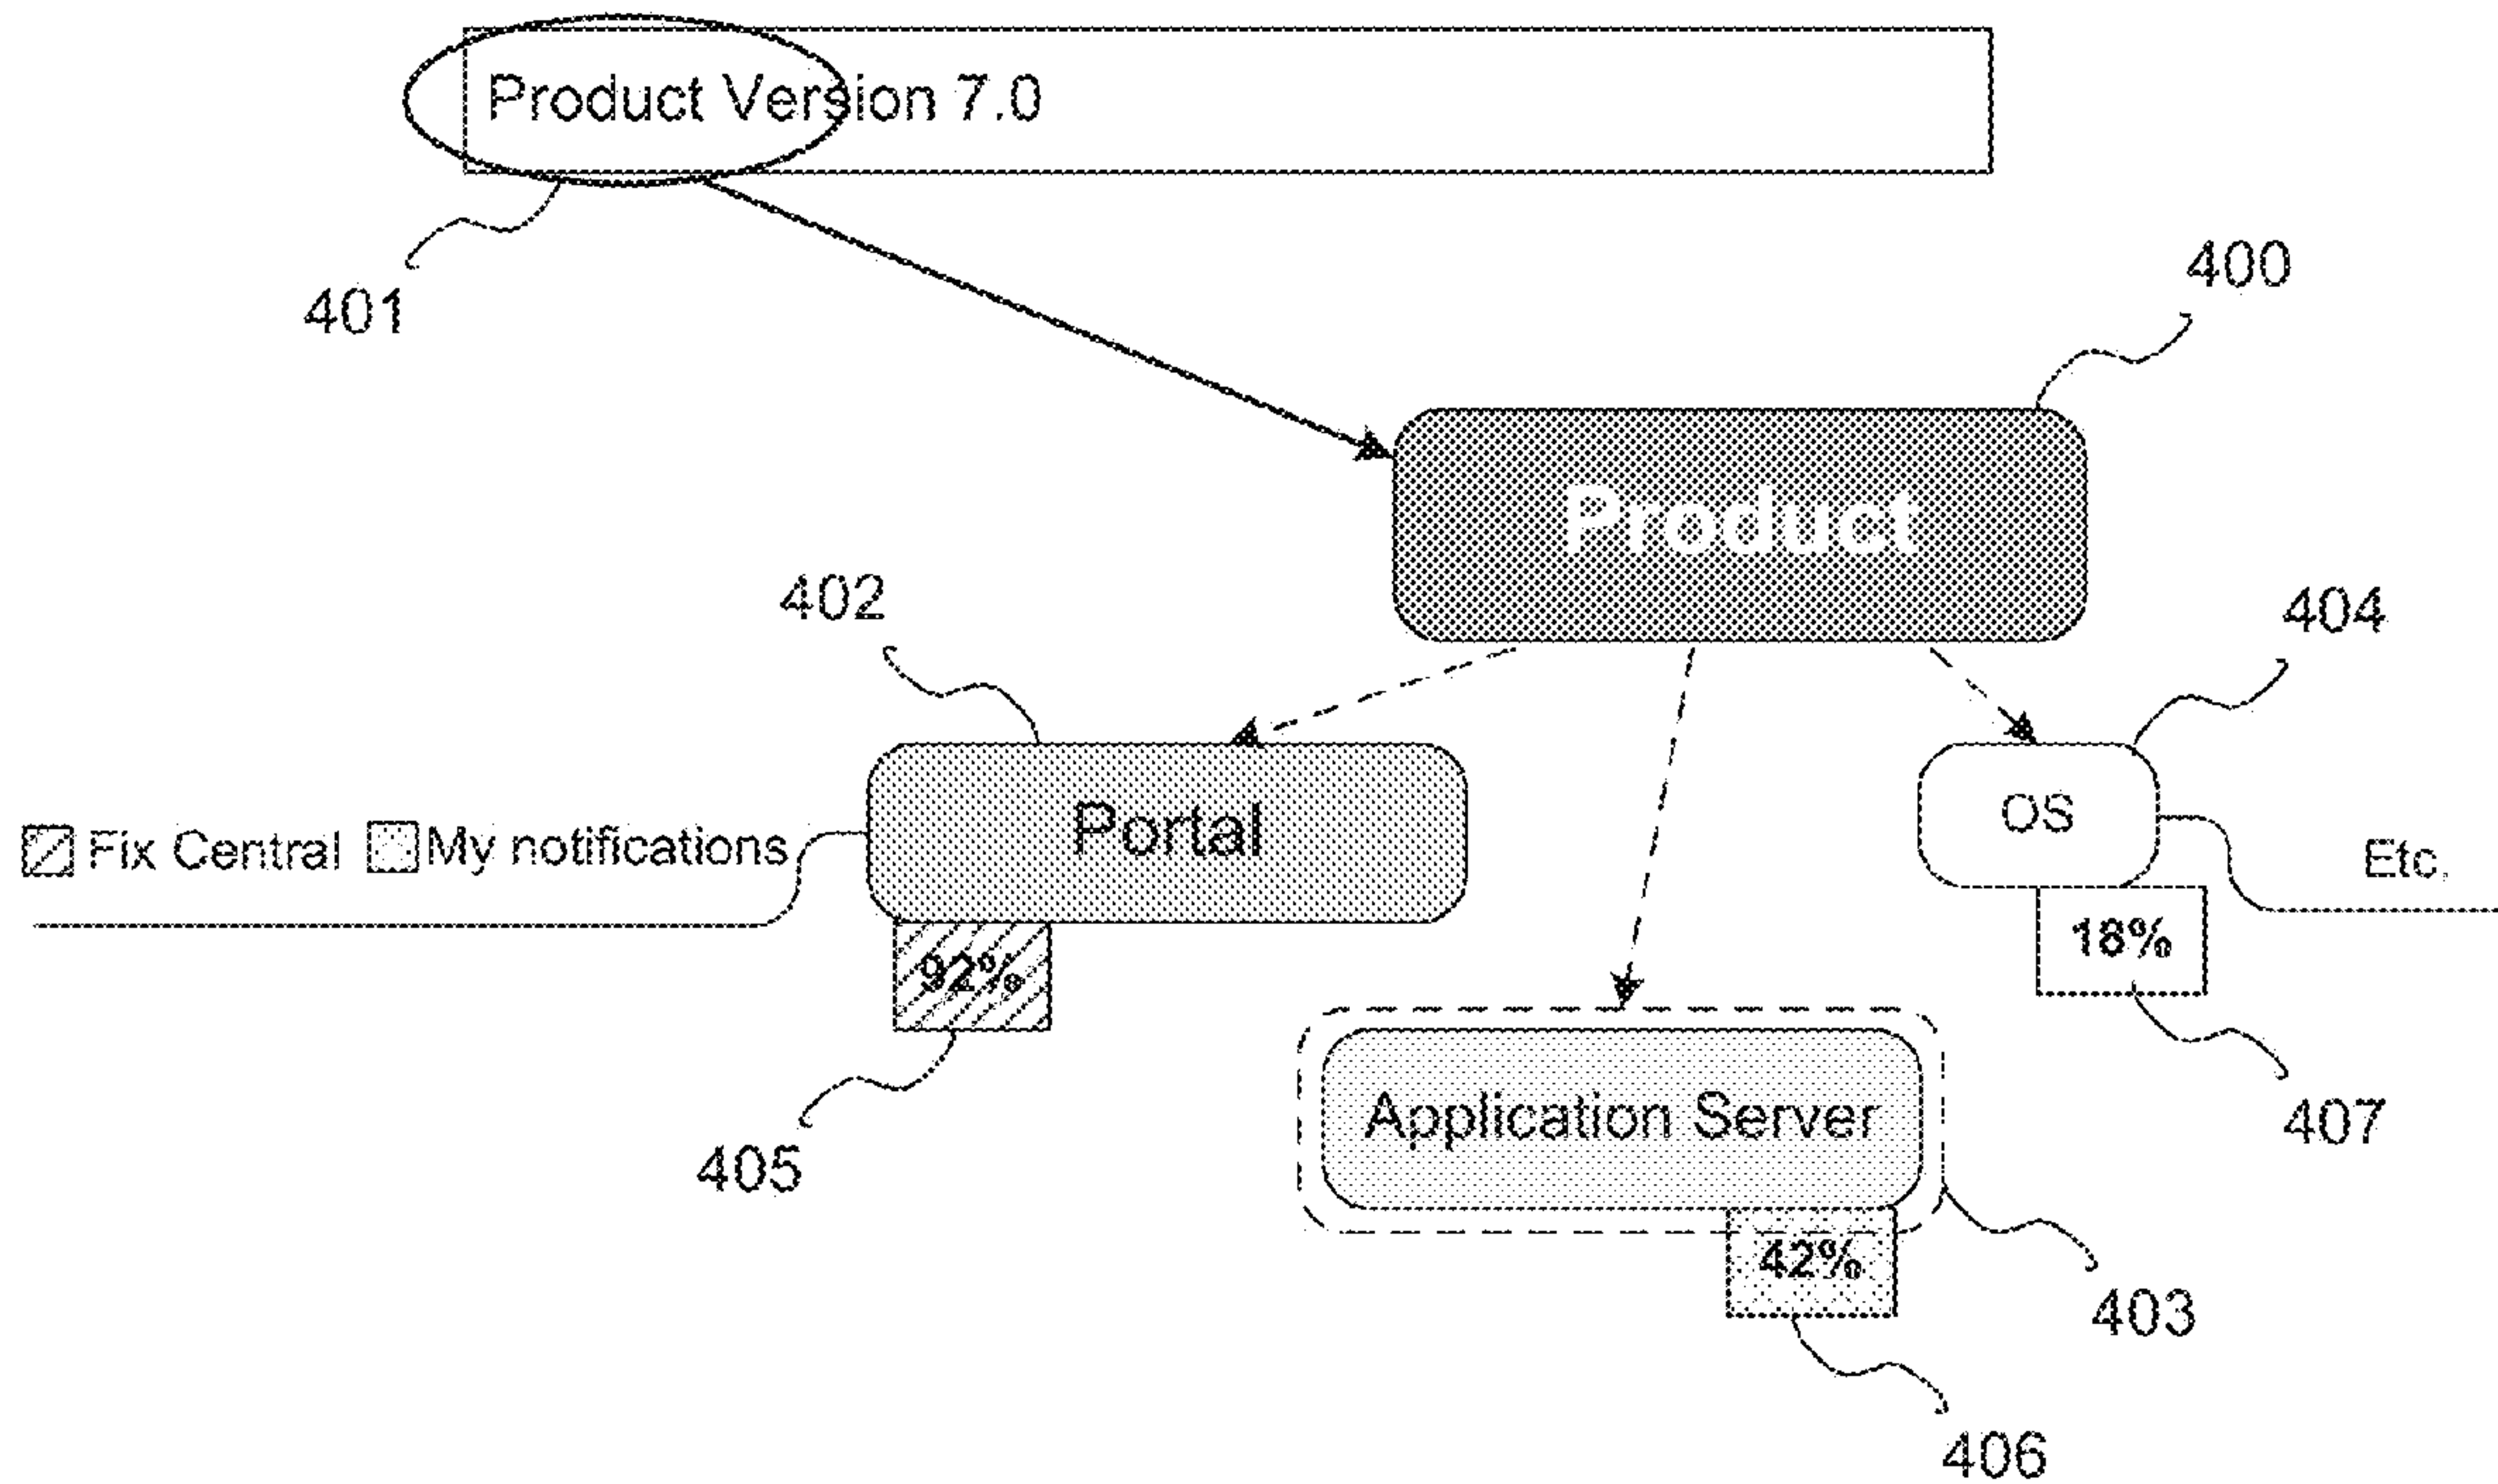 Product Version 7.0
401
400
Product
402
404
Portal
OS
Fix Central My notifications
Etc.
92%
18%
Application Server
405
407
42%
403
406